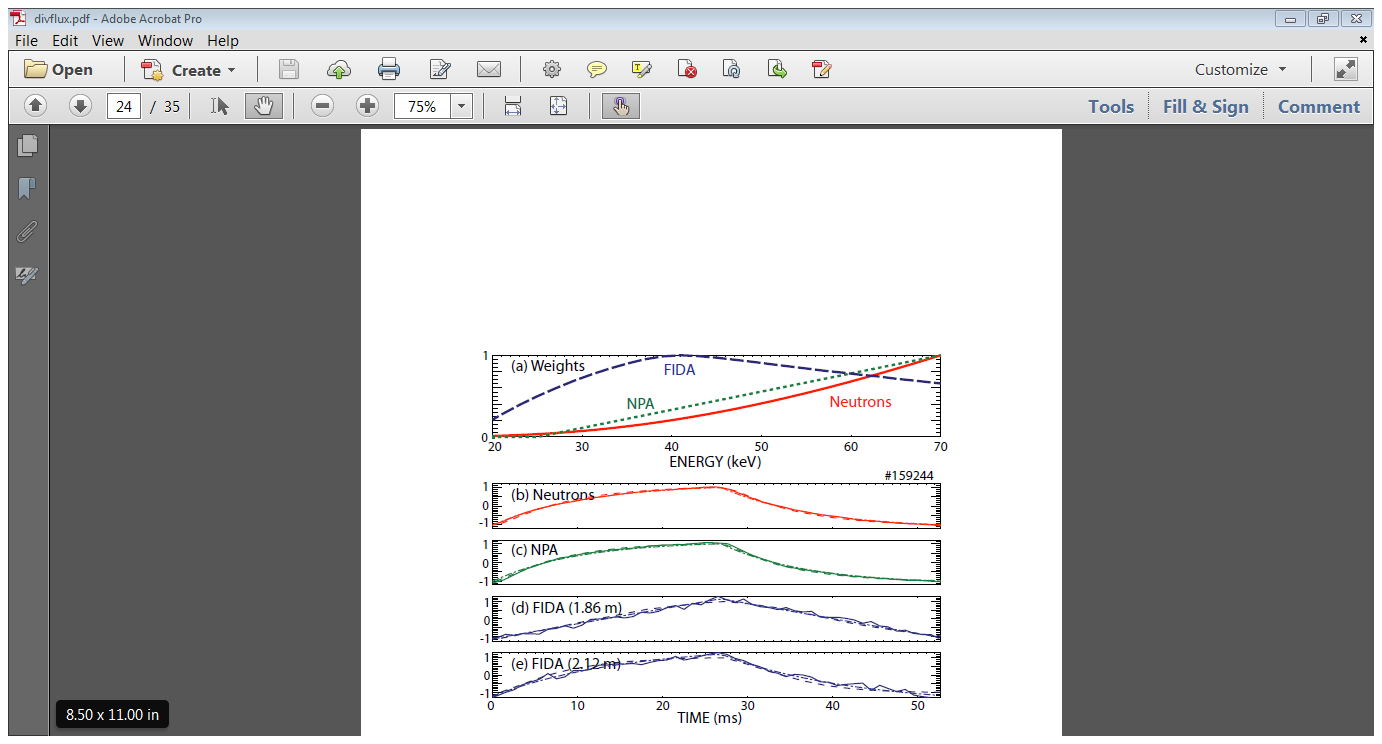 divflux.pdf - Adobe Acrobat Pro
File Edit View Window Help
Open Create Customize
24 / 35 75% Tools Fill & Sign Comment
1
(a) Weights
FIDA
NPA
Neutrons
0
20 30 40 50 60 70
ENERGY (keV)
#159244
1
(b) Neutrons
0
-1
1
(c) NPA
0
-1
1
(d) FIDA (1.86 m)
0
-1
1
(e) FIDA (2.12 m)
0
-1
0 10 20 30 40 50
TIME (ms)
8.50 x 11.00 in